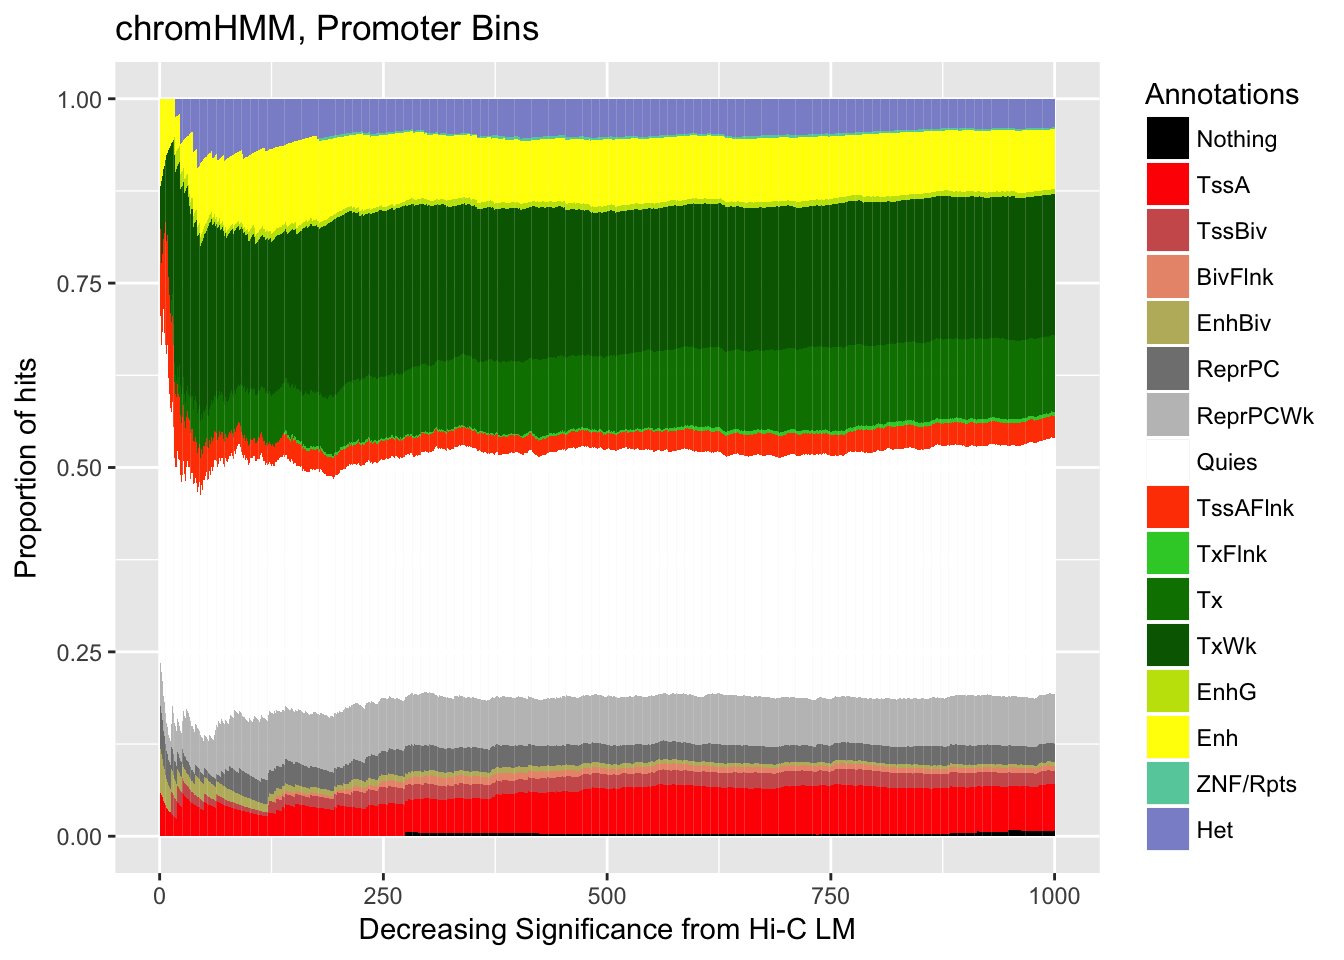 chromHMM, Promoter Bins
1.00
0.75
0.50
0.25
0.00
Proportion of hits
0
250
500
750
1000
Decreasing Significance from Hi-C LM
Annotations
Nothing
TssA
TssBiv
BivFlnk
EnhBiv
ReprPC
ReprPCWk
Quies
TssAFlnk
TxFlnk
Tx
TxWk
EnhG
Enh
ZNF/Rpts
Het